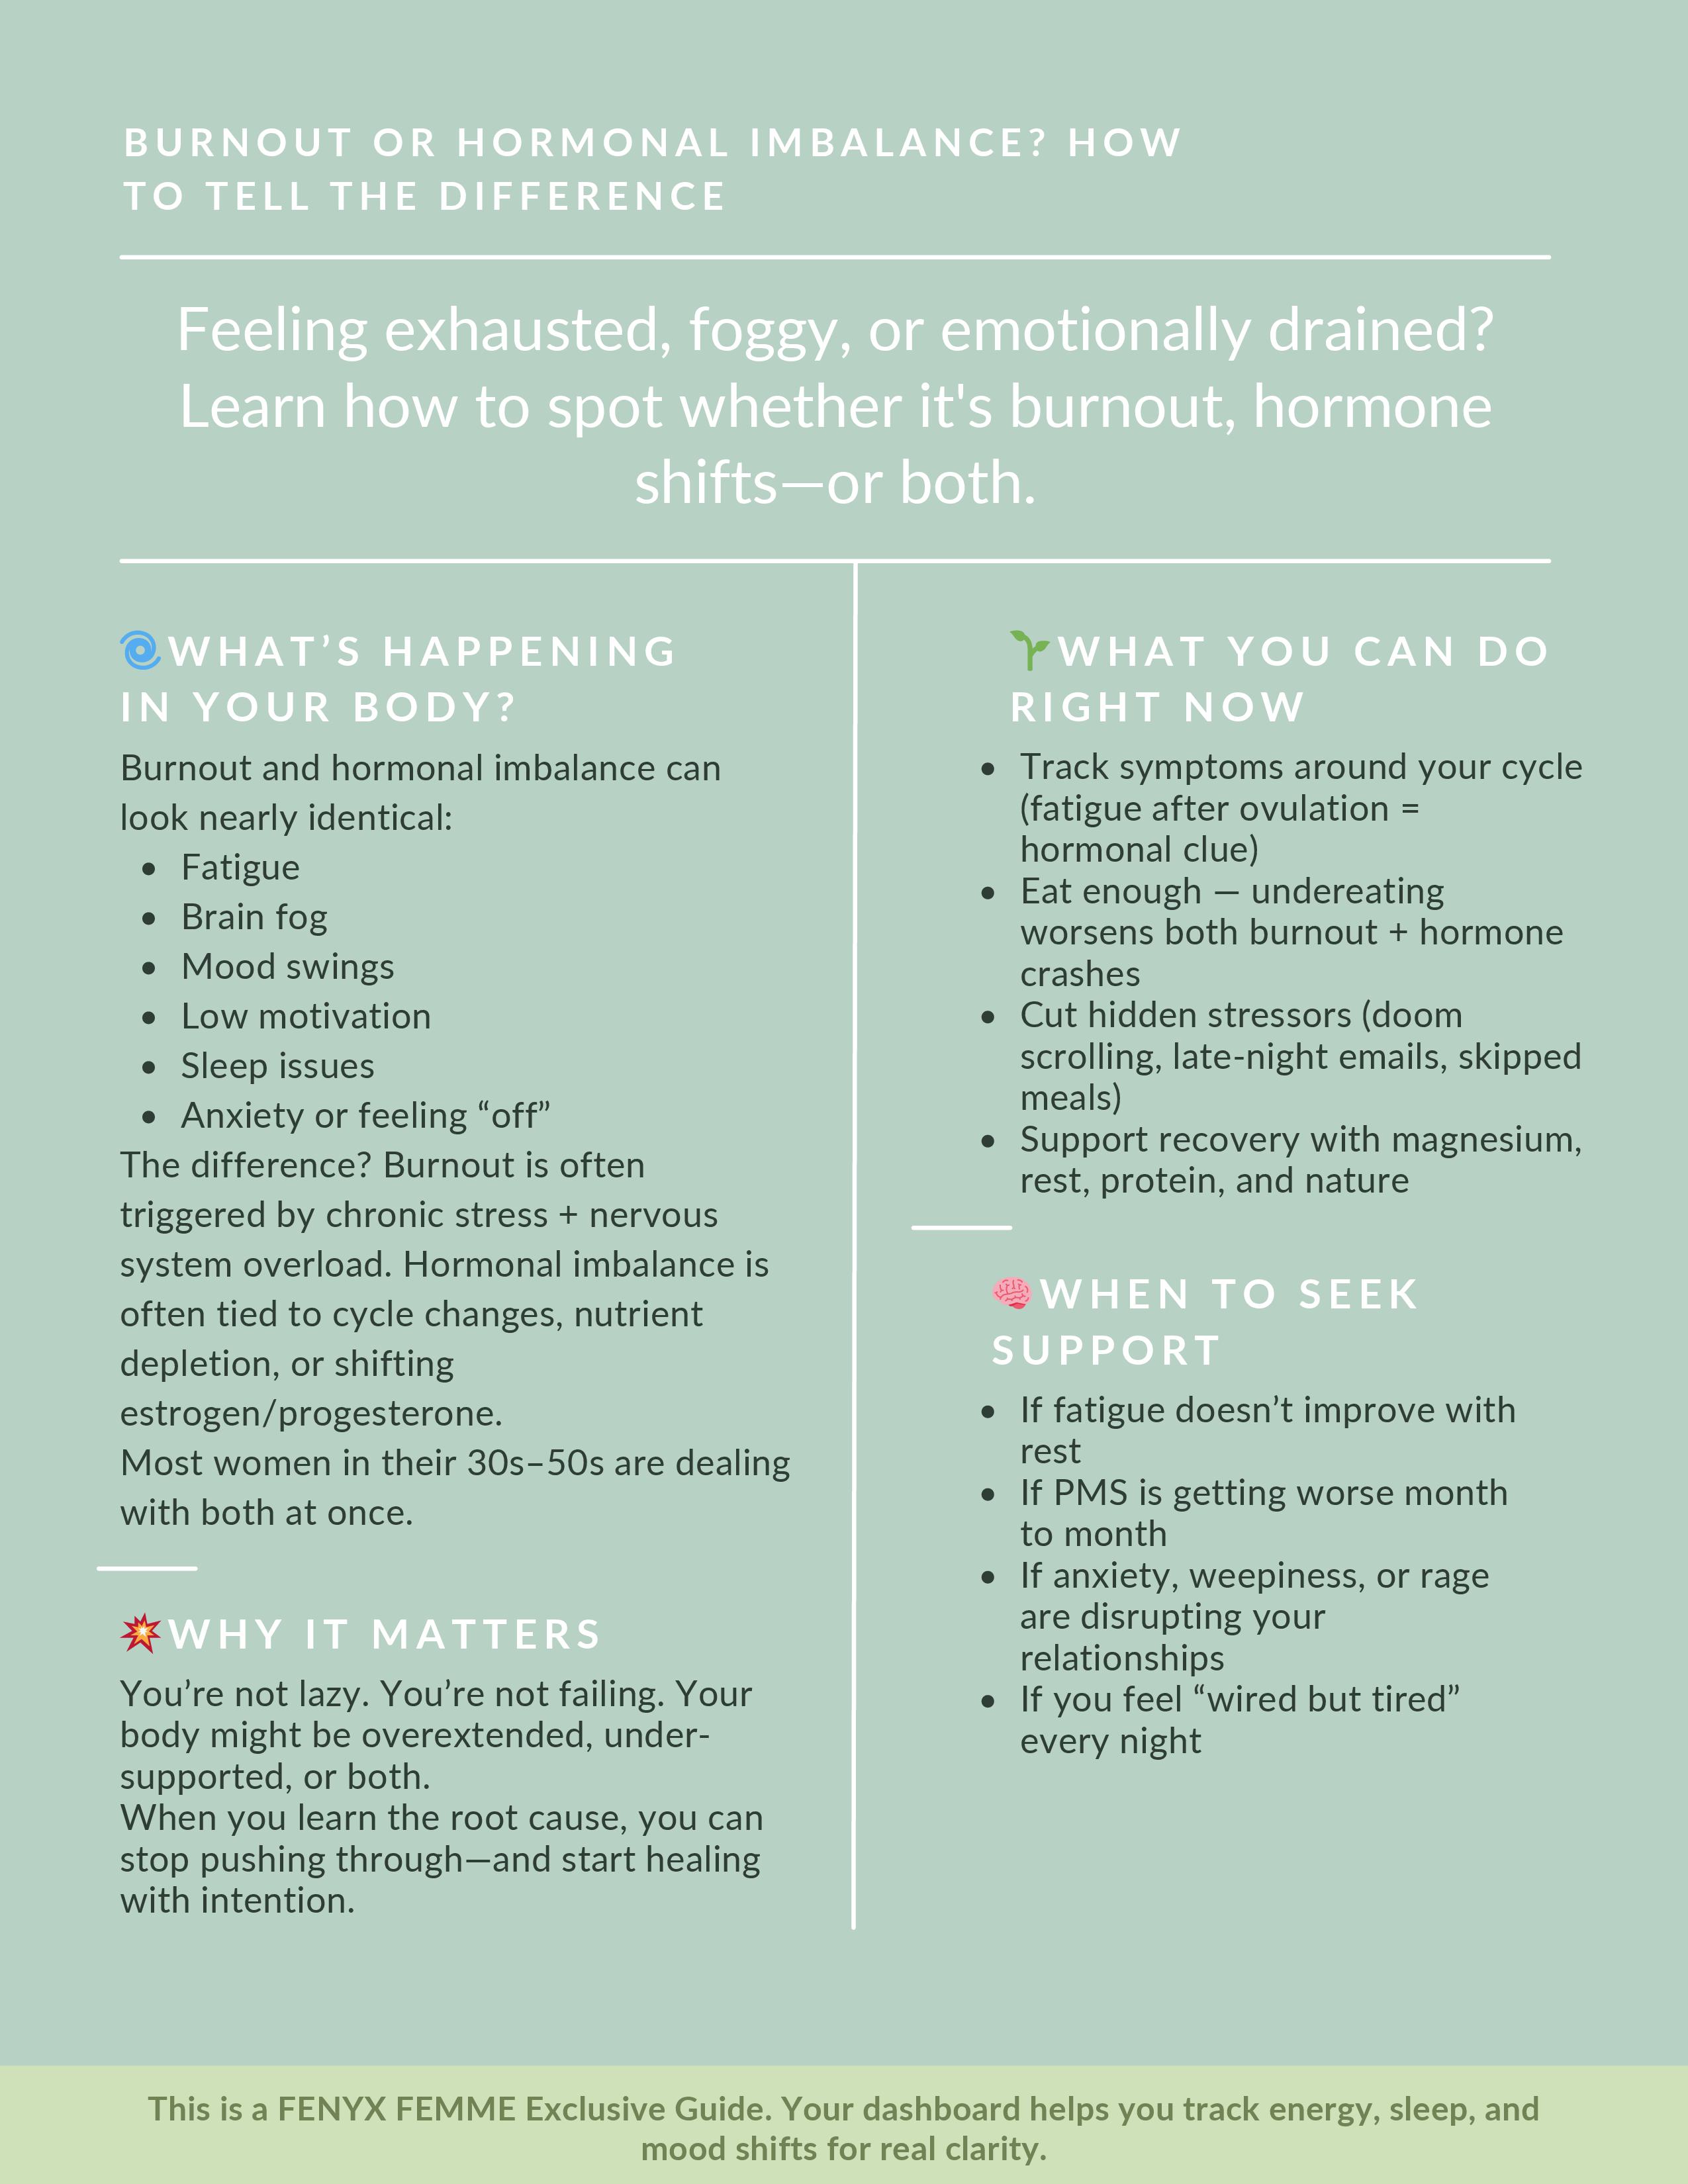 BURNOUT OR HORMONAL IMBALANCE? HOW
TO TELL THE DIFFERENCE
Feeling exhausted, foggy, or emotionally drained?
Learn how to spot whether it's burnout, hormone
shifts—or both.
🌀WHAT’S HAPPENING
IN YOUR BODY?
Burnout and hormonal imbalance can
look nearly identical:
• Fatigue
• Brain fog
• Mood swings
• Low motivation
• Sleep issues
• Anxiety or feeling “off”
The difference? Burnout is often
triggered by chronic stress + nervous
system overload. Hormonal imbalance is
often tied to cycle changes, nutrient
depletion, or shifting
estrogen/progesterone.
Most women in their 30s–50s are dealing
with both at once.
💥WHY IT MATTERS
You’re not lazy. You’re not failing. Your
body might be overextended, under-
supported, or both.
When you learn the root cause, you can
stop pushing through—and start healing
with intention.
🌱WHAT YOU CAN DO
RIGHT NOW
• Track symptoms around your cycle
(fatigue after ovulation =
hormonal clue)
• Eat enough — undereating
worsens both burnout + hormone
crashes
• Cut hidden stressors (doom
scrolling, late-night emails, skipped
meals)
• Support recovery with magnesium,
rest, protein, and nature
🧠WHEN TO SEEK
SUPPORT
• If fatigue doesn’t improve with
rest
• If PMS is getting worse month
to month
• If anxiety, weepiness, or rage
are disrupting your
relationships
• If you feel “wired but tired”
every night
This is a FENYX FEMME Exclusive Guide. Your dashboard helps you track energy, sleep, and
mood shifts for real clarity.